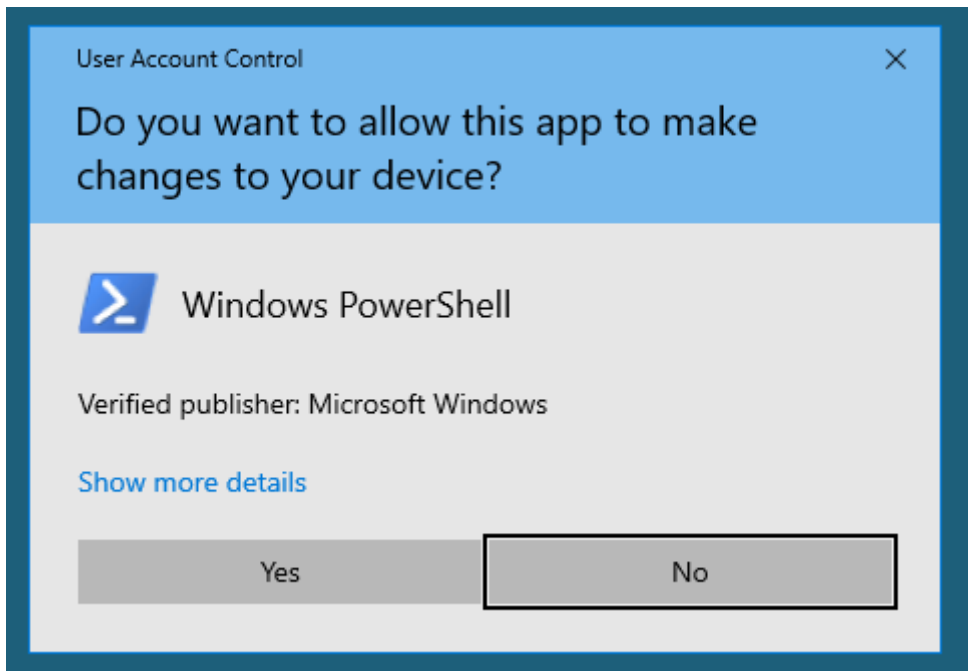 User Account Control
Do you want to allow this app to make
changes to your device?
Windows PowerShell
Verified publisher: Microsoft Windows
Show more details
Yes
No